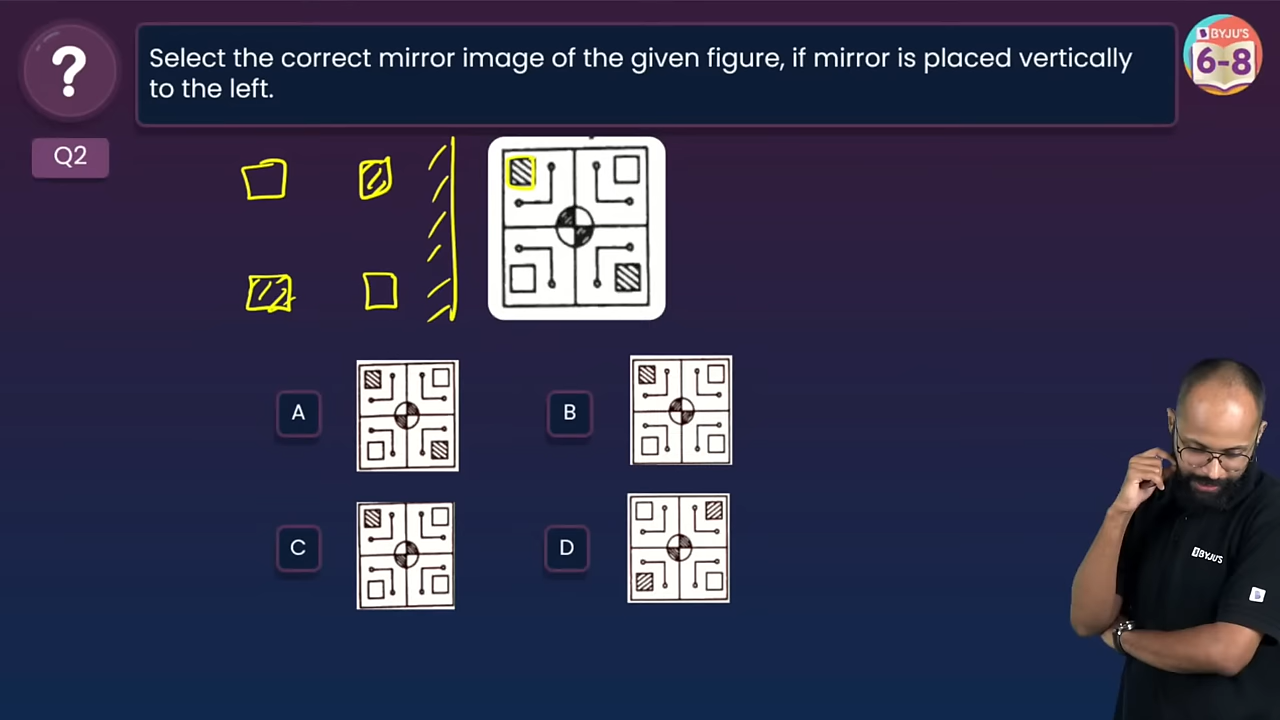 ?
Select the correct mirror image of the given figure, if mirror is placed vertically
to the left.
BYJU'S
6-8
Q2
A
B
C
D
BYJU'S